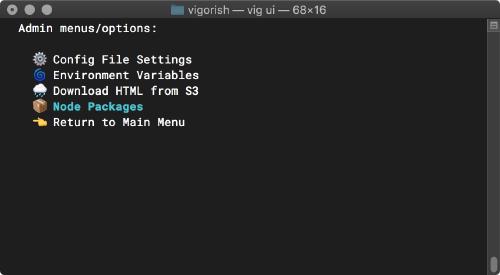 vigorish — vig ui — 68×16
Admin menus/options:
Config File Settings
Environment Variables
Download HTML from S3
Node Packages
Return to Main Menu